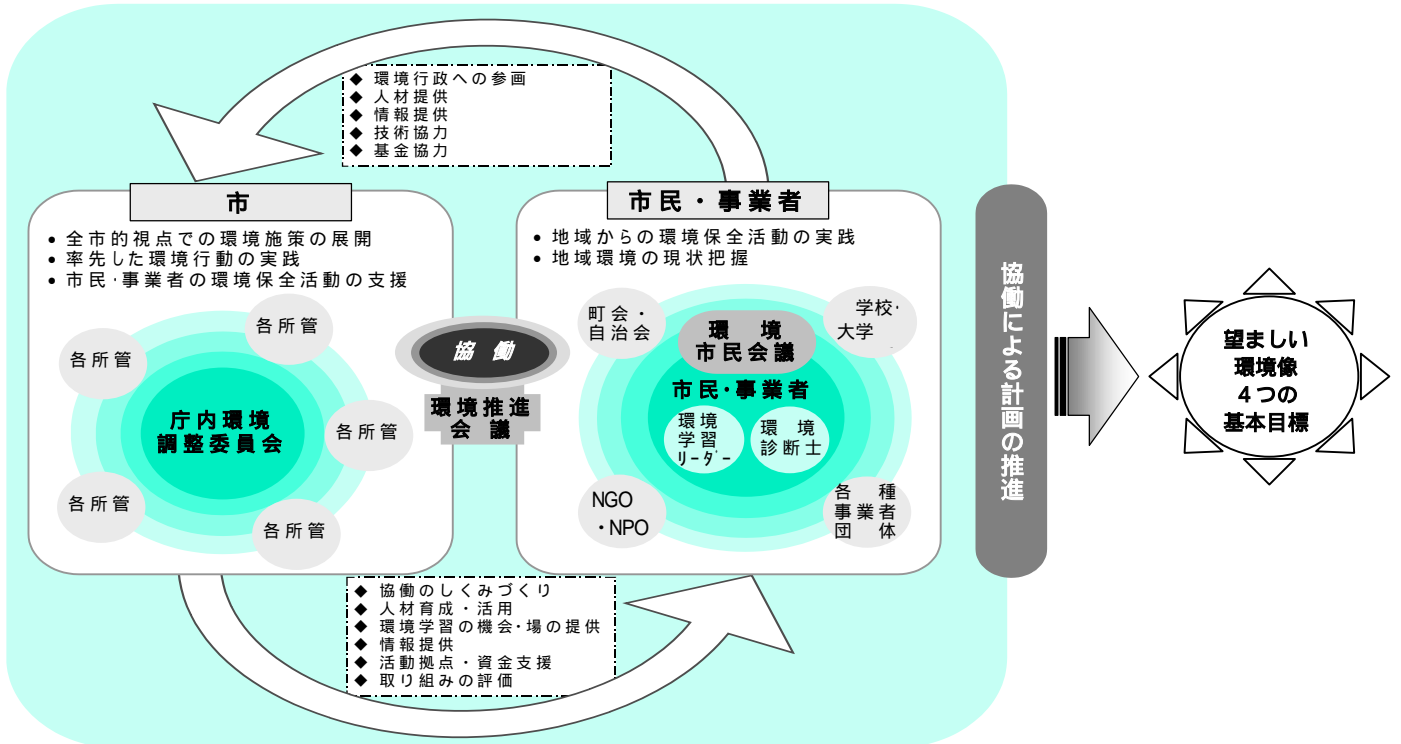 ◆ 環境行政への参画
◆ 人材提供
◆ 情報提供
◆ 技術協力
◆ 基金協力
市
• 全市的視点での環境施策の展開
• 率先した環境行動の実践
• 市民・事業者の環境保全活動の支援
各所管
各所管
各所管
各所管
各所管
庁内環境
調整委員会
協働
環境推進
会議
市民・事業者
• 地域からの環境保全活動の実践
• 地域環境の現状把握
町会・
自治会
学校・
大学
環境
市民会議
市民・事業者
環境
学習
ﾘｰﾀﾞｰ
環境
診断士
NGO
・NPO
各種
事業者
団体
◆ 協働のしくみづくり
◆ 人材育成・活用
◆ 環境学習の機会・場の提供
◆ 情報提供
◆ 活動拠点・資金支援
◆ 取り組みの評価
協働による計画の推進
望ましい
環境像
４つの
基本目標